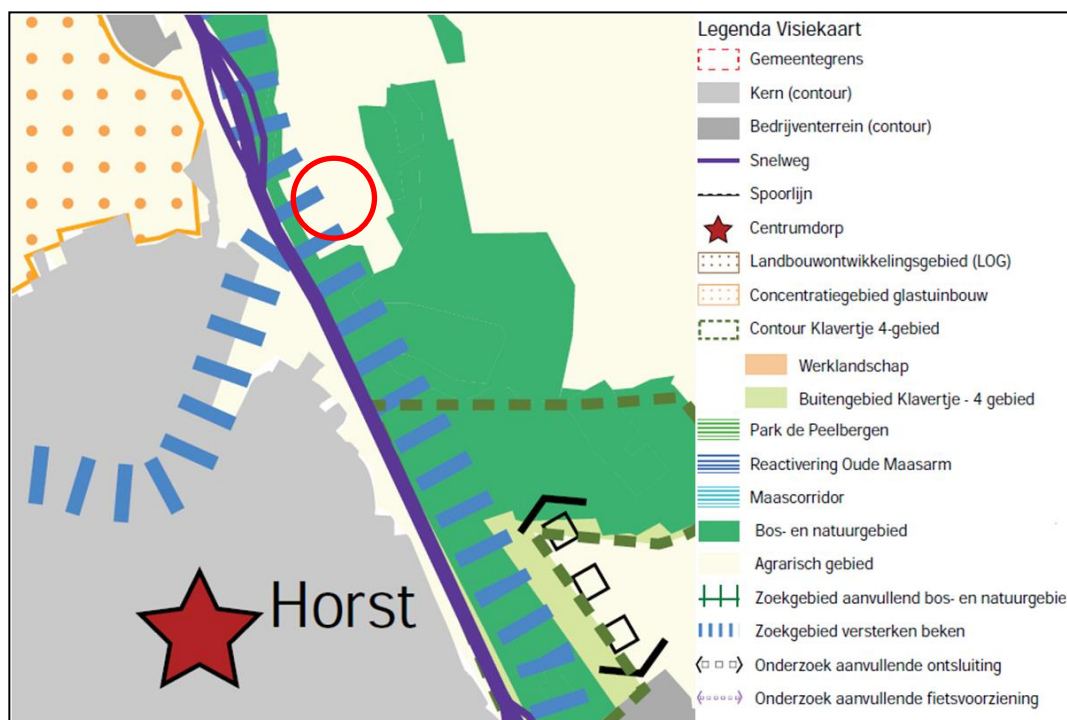 Horst
Legenda Visiekaart
Gemeentegrens
Kern (contour)
Bedrijventerrein (contour)
Snelweg
Spoorlijn
Centrumdorp
Landbouwontwikkelingsgebied (LOG)
Concentratiegebied glastuinbouw
Contour Klavertje 4-gebied
Werklandschap
Buitengebied Klavertje - 4 gebied
Park de Peelbergen
Reactivering Oude Maasarm
Maascorridor
Bos- en natuurgebied
Agrarisch gebied
Zoekgebied aanvullend bos- en natuurgebie
Zoekgebied versterken beken
Onderzoek aanvullende ontsluiting
Onderzoek aanvullende fietsvoorziening